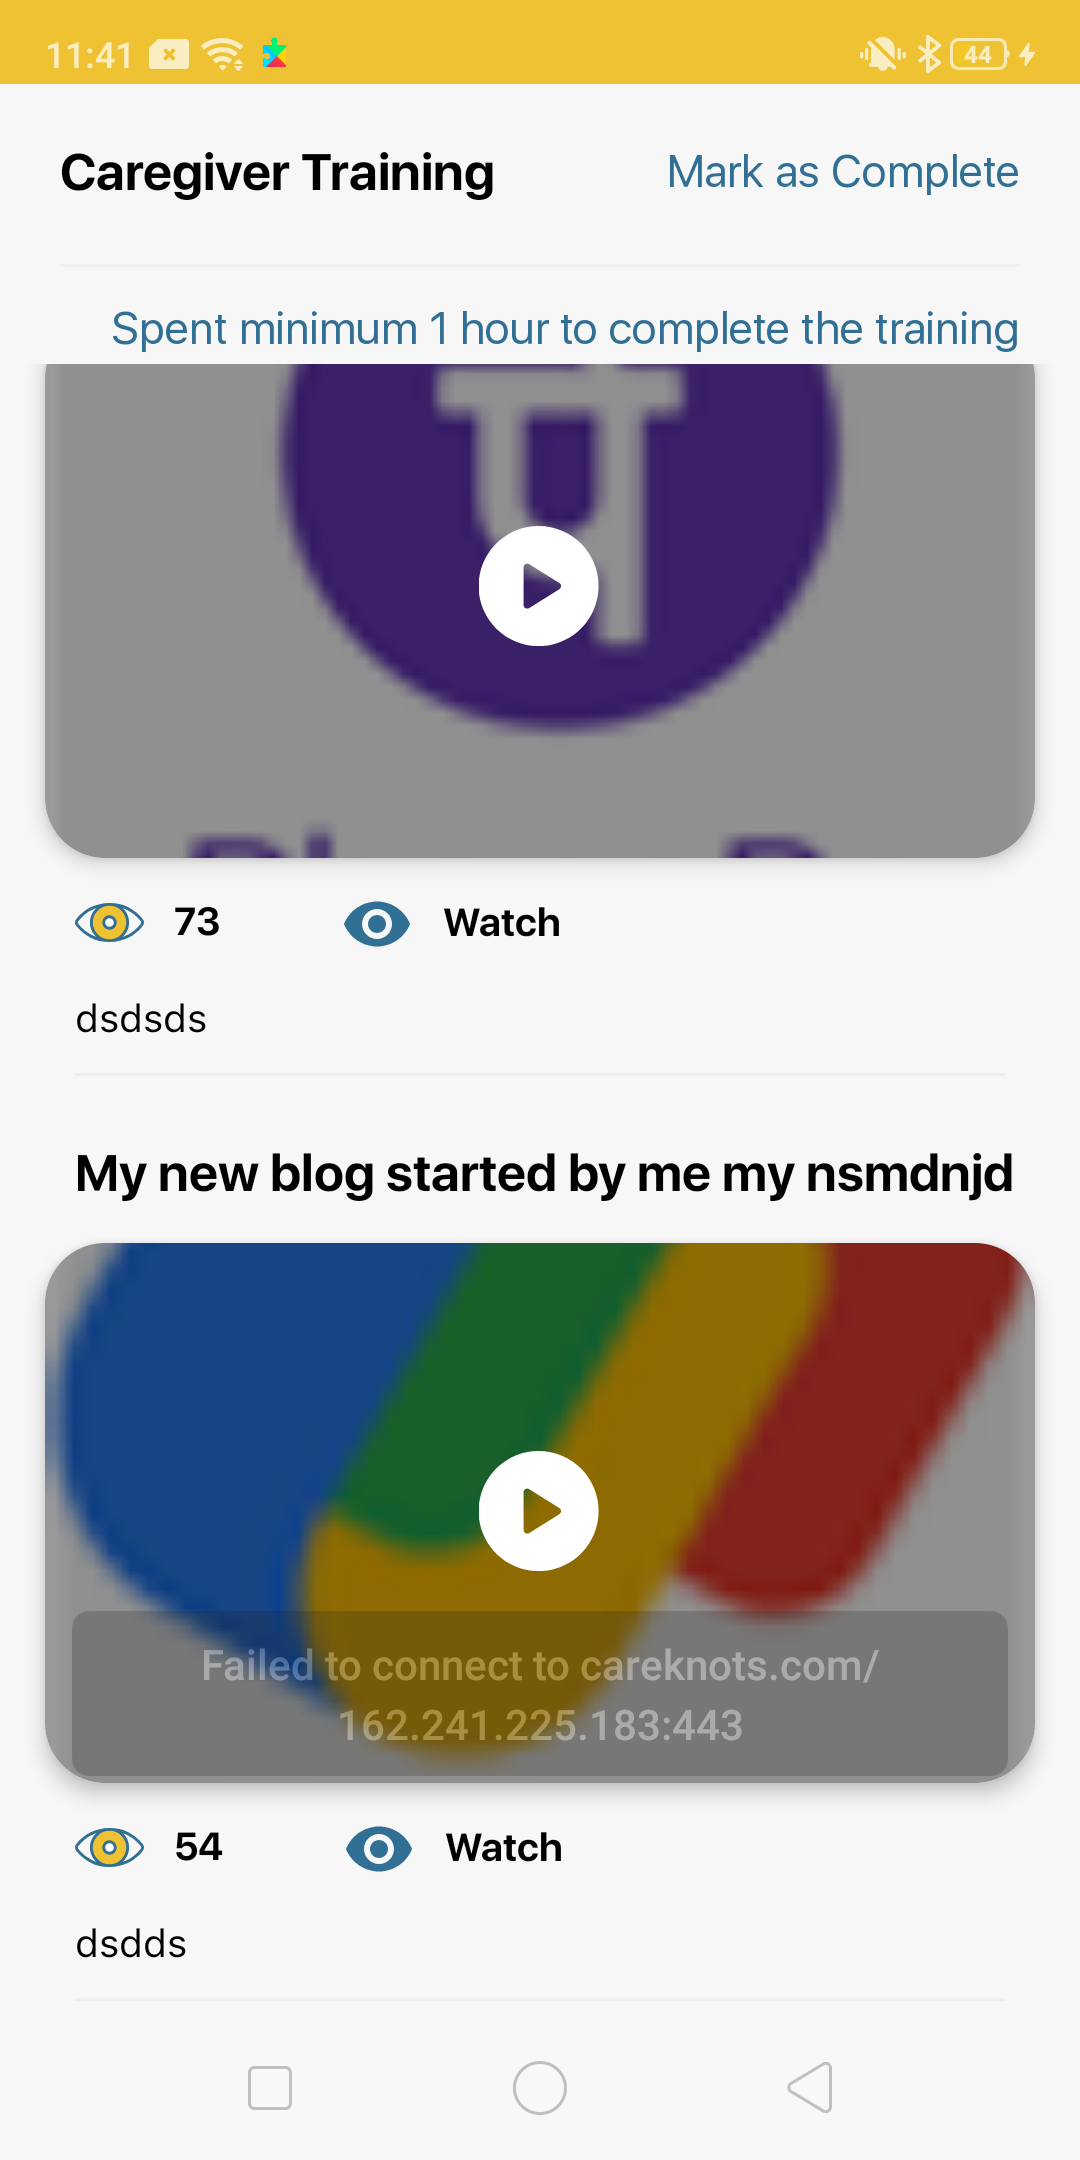 11:41
44
Caregiver Training
Mark as Complete
Spent minimum 1 hour to complete the training
पे
73
Watch
dsdsds
My new blog started by me my nsmdnjd
Failed to connect to careknots.com/
162.241.225.183:443
54
Watch
dsdds